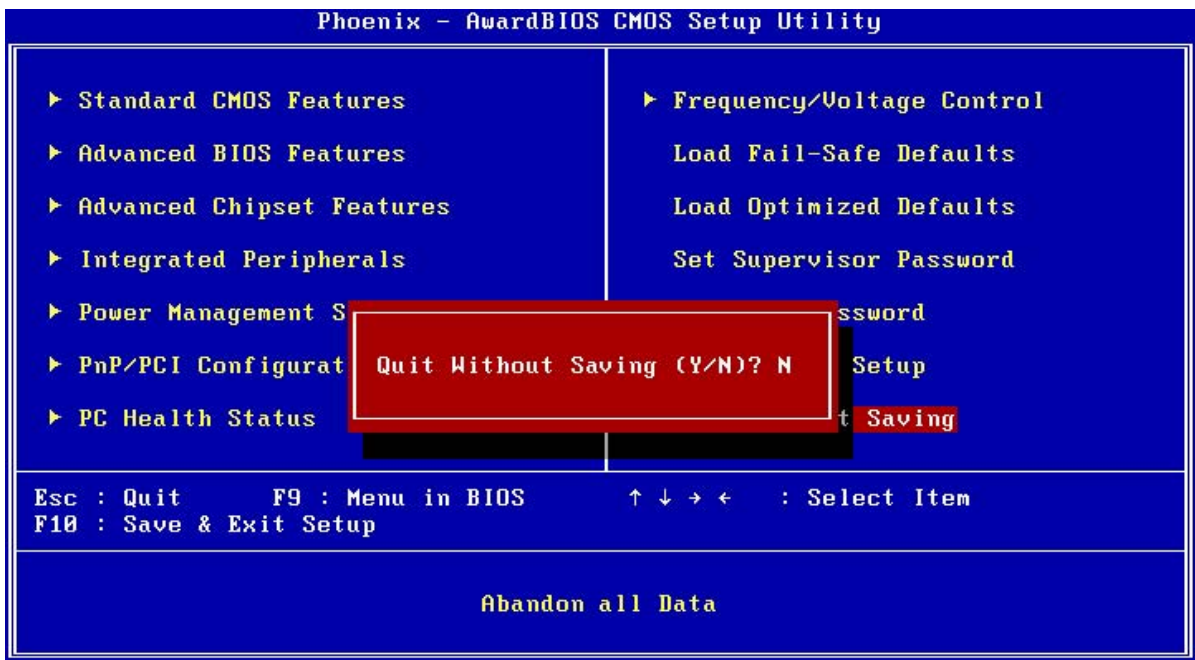 Phoenix - AwardBIOS CMOS Setup Utility
▶ Standard CMOS Features
▶ Advanced BIOS Features
▶ Advanced Chipset Features
▶ Integrated Peripherals
▶ Power Management S
▶ PnP/PCI Configurat
▶ PC Health Status
▶ Frequency/Voltage Control
Load Fail-Safe Defaults
Load Optimized Defaults
Set Supervisor Password
ssword
Setup
t Saving
Quit Without Saving (Y/N)? N
Esc : Quit F9 : Menu in BIOS ↑ ↓ → ← : Select Item
F10 : Save & Exit Setup
Abandon all Data